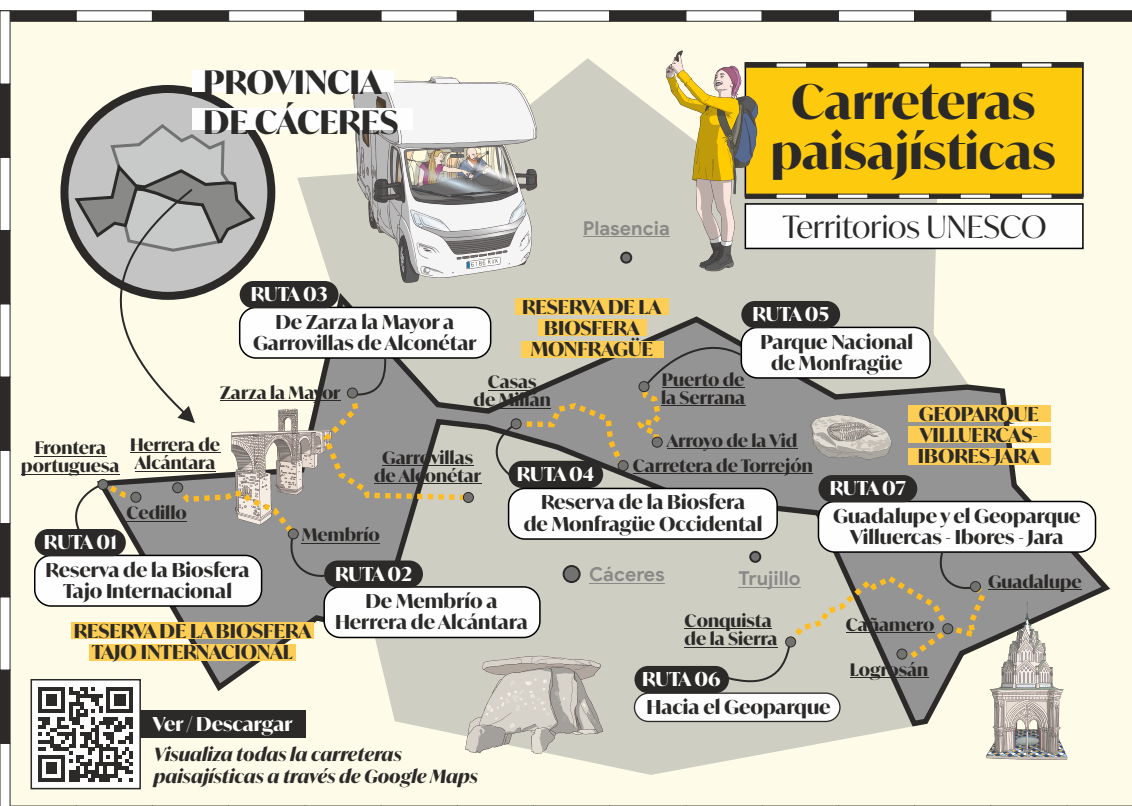 PROVINCIA
DE CÁCERES
Carreteras
paisajísticas
Territorios UNESCO
Plasencia
RUTA 03
De Zarza la Mayor a
Garrovillas de Alconétar
RESERVA DE LA
BIOSFERA
MONFRAGÜE
RUTA 05
Parque Nacional
de Monfragüe
Zarza la Mayor
Casas
de Millán
Puerto de
la Serrana
GEOPARQUE
VILLUERCAS-
IBORES-JARA
Frontera
portuguesa
Herrera de
Alcántara
Garrovillas
de Alconétar
Arroyo de la Vid
Carretera de Torrejón
Cedillo
Membrío
RUTA 04
Reserva de la Biosfera
de Monfragüe Occidental
RUTA 07
Guadalupe y el Geoparque
Villuercas - Ibores - Jara
RUTA 01
Reserva de la Biosfera
Tajo Internacional
RUTA 02
De Membrío a
Herrera de Alcántara
Cáceres
Trujillo
Guadalupe
RESERVA DE LA BIOSFERA
TAJO INTERNACIONAL
Conquista
de la Sierra
Cañamero
Logrosán
RUTA 06
Hacia el Geoparque
Ver / Descargar
Visualiza todas la carreteras
paisajísticas a través de Google Maps